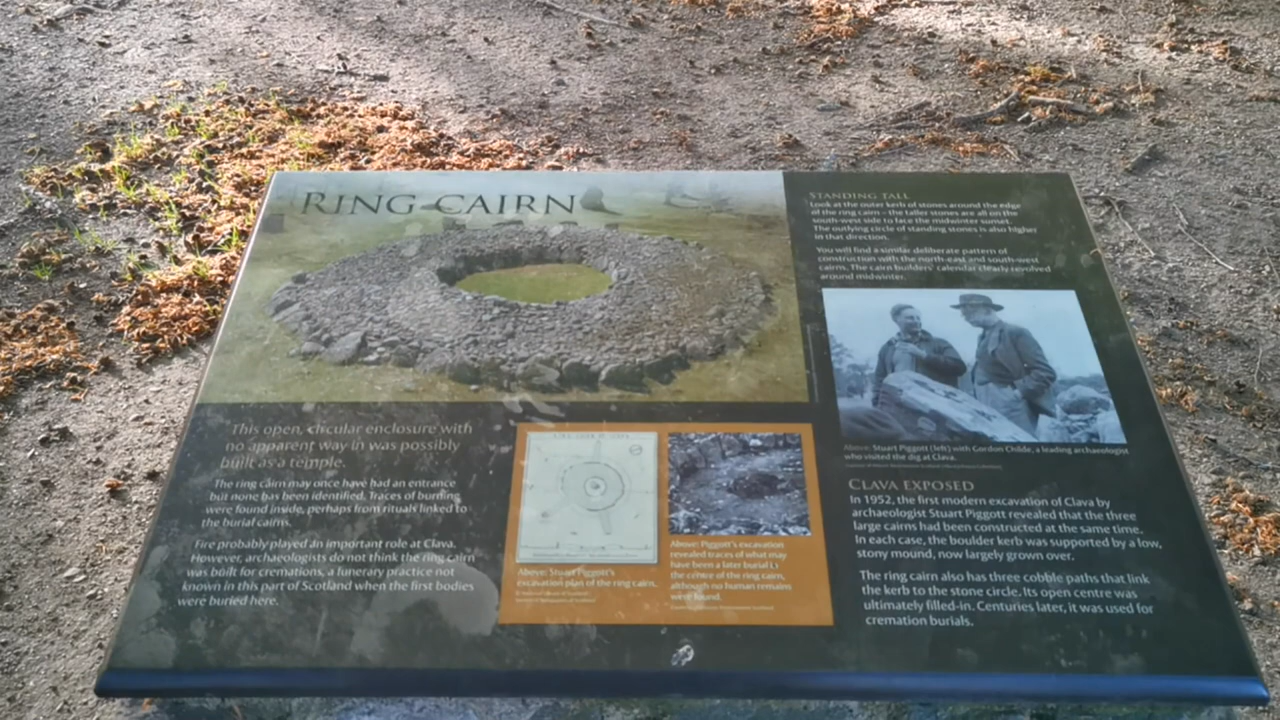 RING CAIRN
This open, circular enclosure with
no apparent way in was possibly
built as a temple.
The ring cairn may once have had an entrance
but none has been identified. Traces of burning
were found inside, perhaps from rituals linked to
the burial cairns.
Fire probably played an important role at Clava.
However, archaeologists do not think the ring cairn
was built for cremations, a funerary practice not
known in this part of Scotland when the first bodies
were buried here.
Above: Stuart Piggott's
excavation plan of the ring cairn.
Above: Piggott's excavation
revealed traces of what may
have been a later burial in
the centre of the ring cairn,
although no human remains
were found.
STANDING TALL
Look at the outer kerb of stones around the edge
of the ring cairn – the taller stones are all on the
south-west side to face the midwinter sunset.
The outlying circle of standing stones is also higher
in that direction.
You will find a similar deliberate pattern of
construction with the north-east and south-west
cairns. The cairn builders' calendar clearly revolved
around midwinter.
Above: Stuart Piggott (left) with Gordon Childe, a leading archaeologist
who visited the dig at Clava.
CLAVA EXPOSED
In 1952, the first modern excavation of Clava by
archaeologist Stuart Piggott revealed that the three
large cairns had been constructed at the same time.
In each case, the boulder kerb was supported by a low,
stony mound, now largely grown over.
The ring cairn also has three cobble paths that link
the kerb to the stone circle. Its open centre was
ultimately filled-in. Centuries later, it was used for
cremation burials.